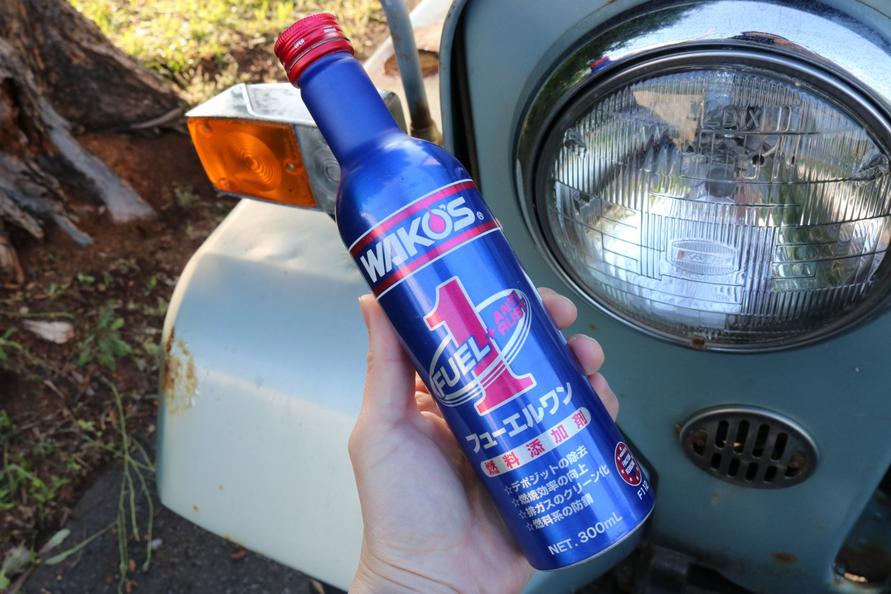 WAKO'S®
1
FUEL
+ANTI
RUST
フューエルワン
燃料添加剤
☆デポジットの除去
☆燃焼効率の向上
☆排ガスのクリーン化
☆燃料系の防錆
NET. 300mL